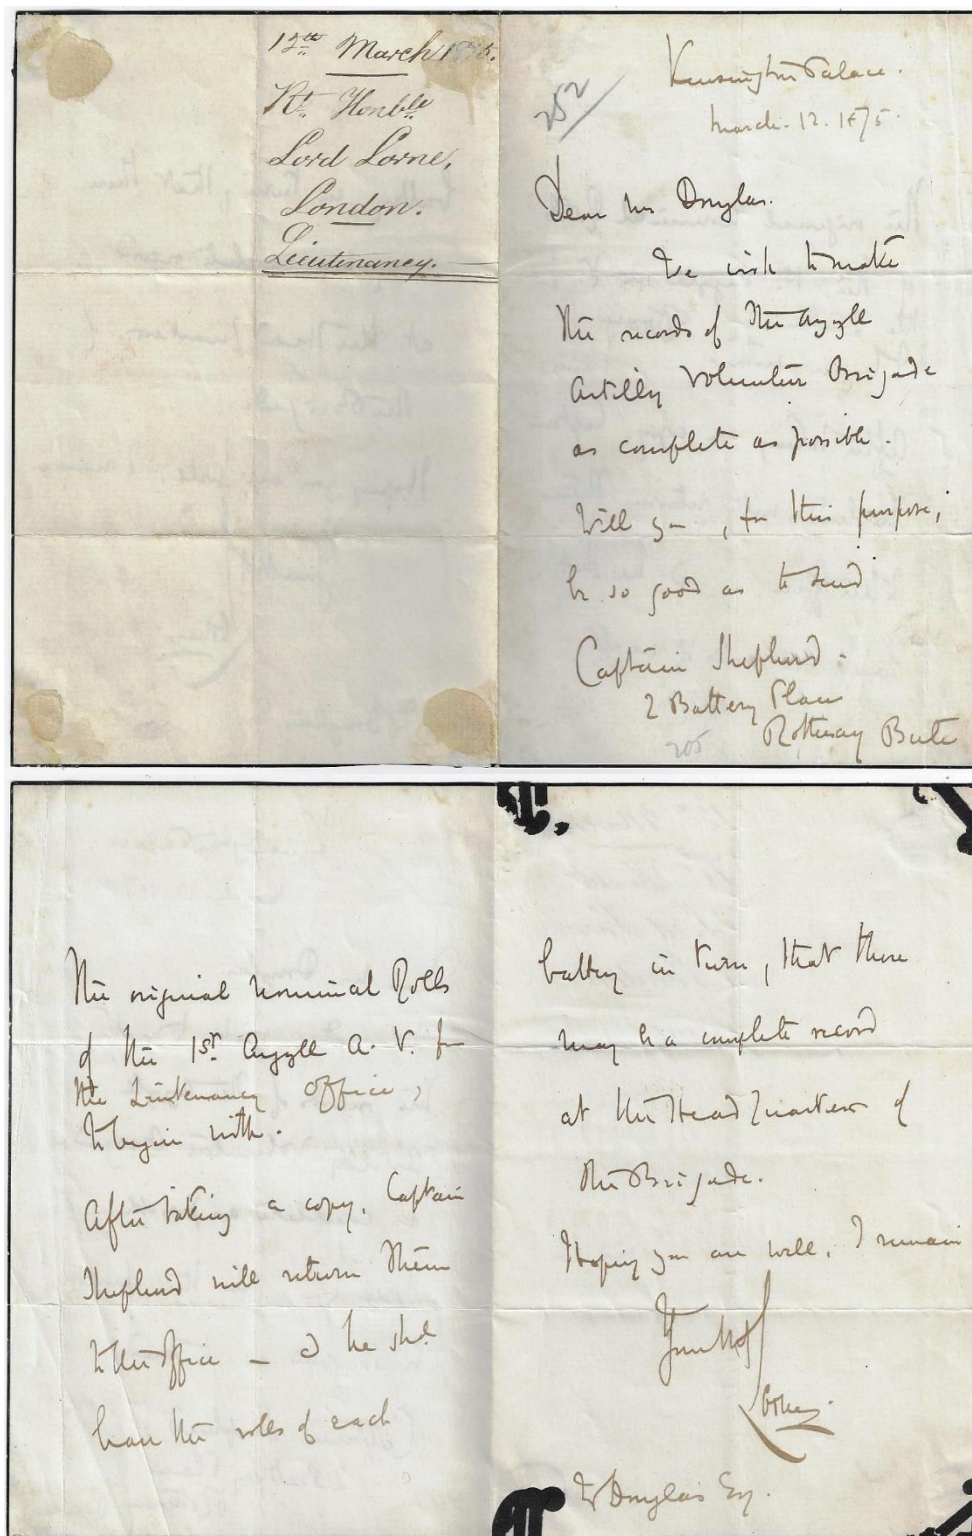 12th March 1875.
Rt. Honble
Lord Lorne,
London.
Lieutenancy.
252
Kensington Palace.
March. 12. 1875.
Dear Mr Douglas.
We wish to make
the records of the Argyll
Artilly Volunteer Brigade
as complete as possible.
Will you, for this purpose,
be so good as to send
Captain Shepherd.
2 Battery Place
Rothesay Bute
205
the original nominal Rolls
of the 1st. Argyll A. V. fr
the Lieutenancy Office,
to begin with.
After taking a copy, Captain
Shepherd will return them
to the Office — & he shd
have the rolls of each
battery in turn, that there
may be a complete record
at the Head Quarters of
the Brigade.
Hoping you are well, I remain
Lorne
Douglas Esq.